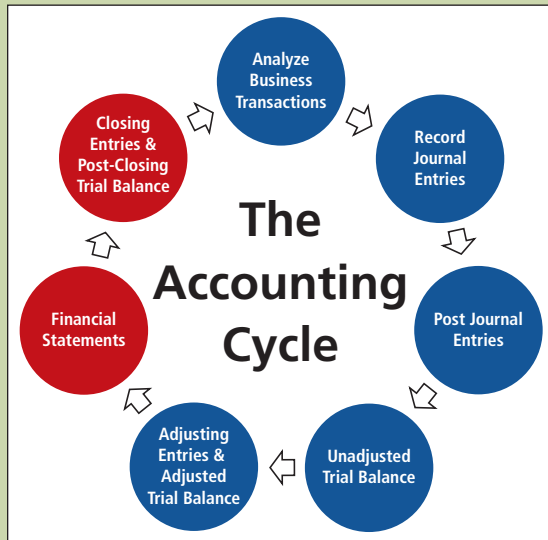 The
Accounting
Cycle
Analyze
Business
Transactions
Record
Journal
Entries
Post Journal
Entries
Unadjusted
Trial Balance
Adjusting
Entries &
Adjusted
Trial Balance
Financial
Statements
Closing
Entries &
Post-Closing
Trial Balance